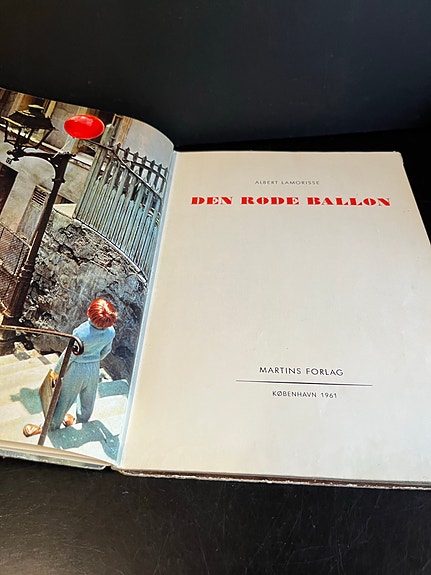 ALBERT LAMORISSE
DEN RØDE BALLON
MARTINS FORLAG
KØBENHAVN 1961